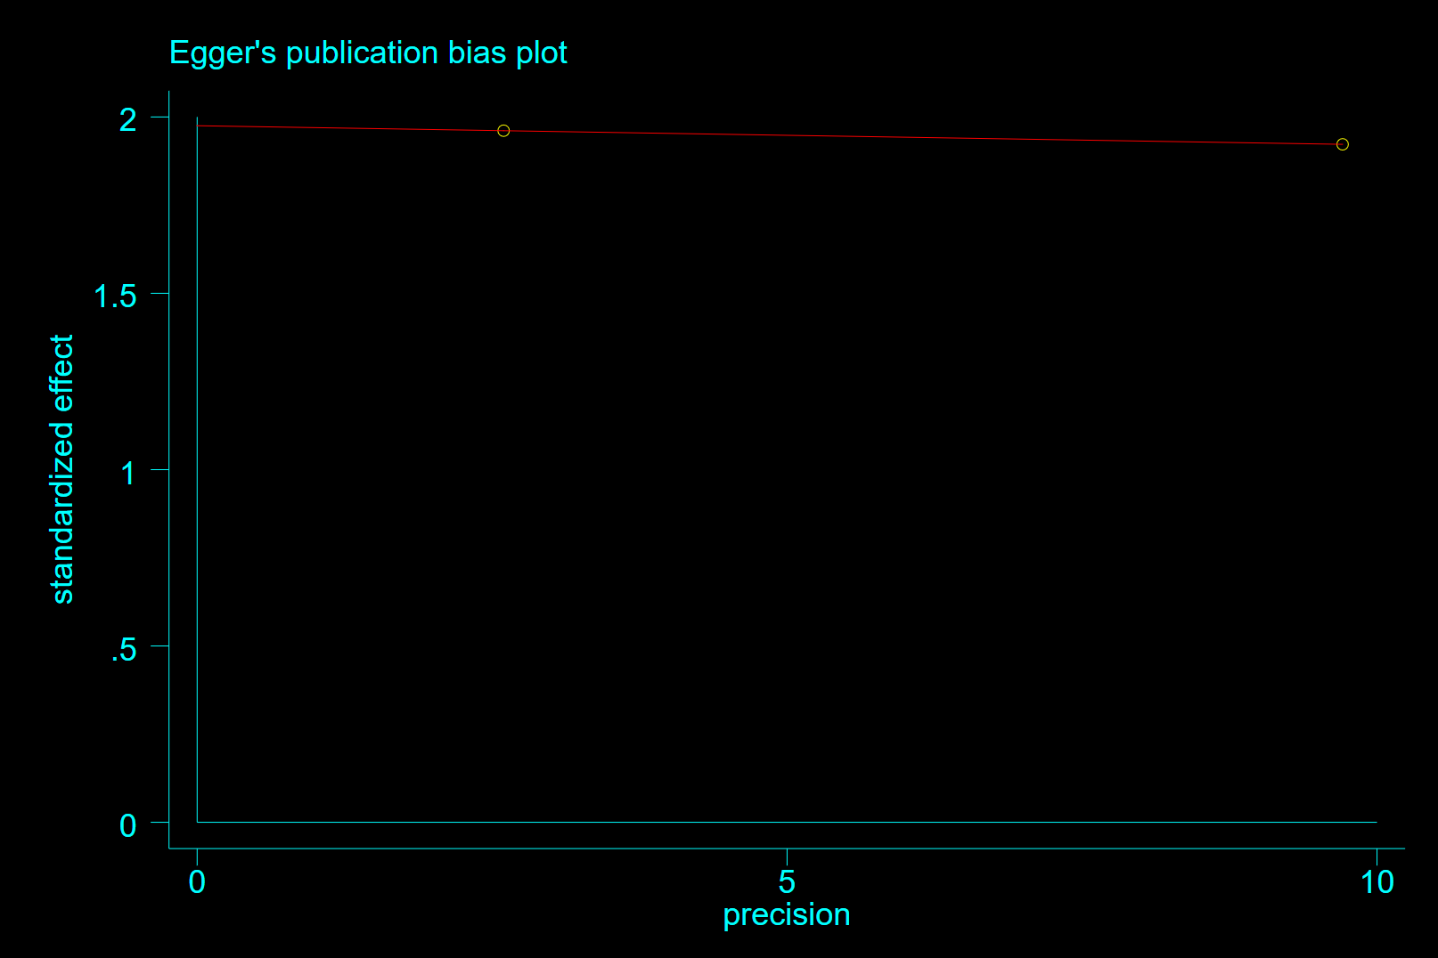 Egger's publication bias plot
2
1.5
1
.5
0
standardized effect
0 5 10
precision